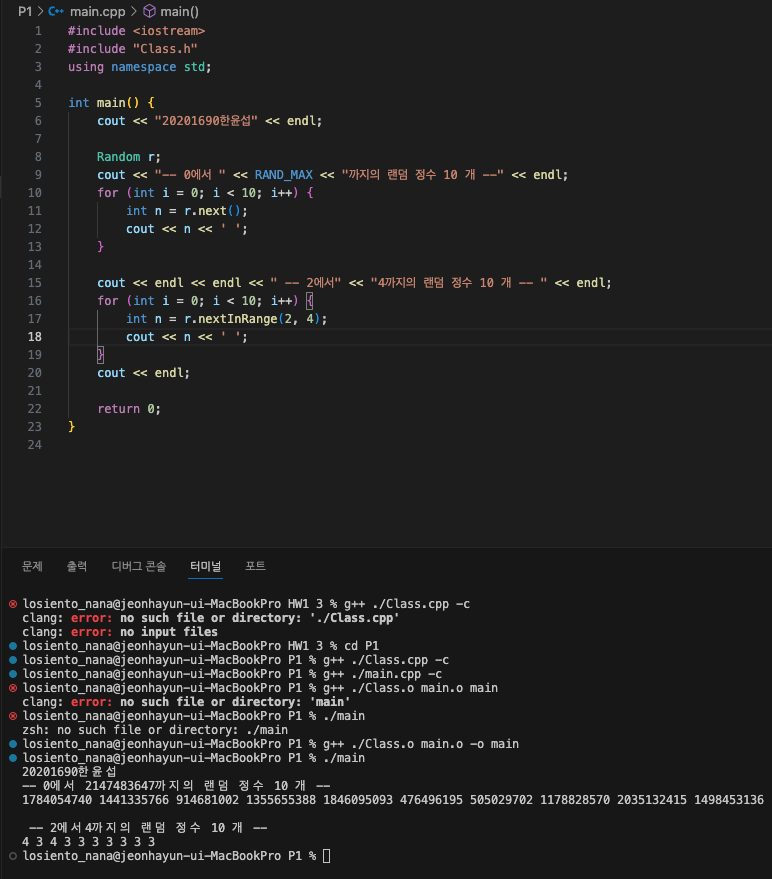 P1 > C++ main.cpp > main()
1 #include <iostream>
2 #include "Class.h"
3 using namespace std;
4
5 int main() {
6 cout << "20201690한윤섭" << endl;
7
8 Random r;
9 cout << "-- 0에서 " << RAND_MAX << "까지의 랜덤 정수 10 개 --" << endl;
10 for (int i = 0; i < 10; i++) {
11 int n = r.next();
12 cout << n << ' ';
13 }
14
15 cout << endl << endl << " -- 2에서" << "4까지의 랜덤 정수 10 개 -- " << endl;
16 for (int i = 0; i < 10; i++) {
17 int n = r.nextInRange(2, 4);
18 cout << n << ' ';
19 }
20 cout << endl;
21
22 return 0;
23 }
24
문제 출력 디버그 콘솔 터미널 포트
losiento_nana@jeonhayun-ui-MacBookPro HW1 3 % g++ ./Class.cpp -c
clang: error: no such file or directory: './Class.cpp'
clang: error: no input files
losiento_nana@jeonhayun-ui-MacBookPro HW1 3 % cd P1
losiento_nana@jeonhayun-ui-MacBookPro P1 % g++ ./Class.cpp -c
losiento_nana@jeonhayun-ui-MacBookPro P1 % g++ ./main.cpp -c
losiento_nana@jeonhayun-ui-MacBookPro P1 % g++ ./Class.o main.o main
clang: error: no such file or directory: 'main'
losiento_nana@jeonhayun-ui-MacBookPro P1 % ./main
zsh: no such file or directory: ./main
losiento_nana@jeonhayun-ui-MacBookPro P1 % g++ ./Class.o main.o -o main
losiento_nana@jeonhayun-ui-MacBookPro P1 % ./main
20201690한윤섭
-- 0에서 2147483647까지의 랜덤 정수 10 개 --
1784054740 1441335766 914681002 1355655388 1846095093 476496195 505029702 1178828570 2035132415 1498453136
-- 2에서4까지의 랜덤 정수 10 개 --
4 3 4 3 3 3 3 3 3 3
losiento_nana@jeonhayun-ui-MacBookPro P1 %